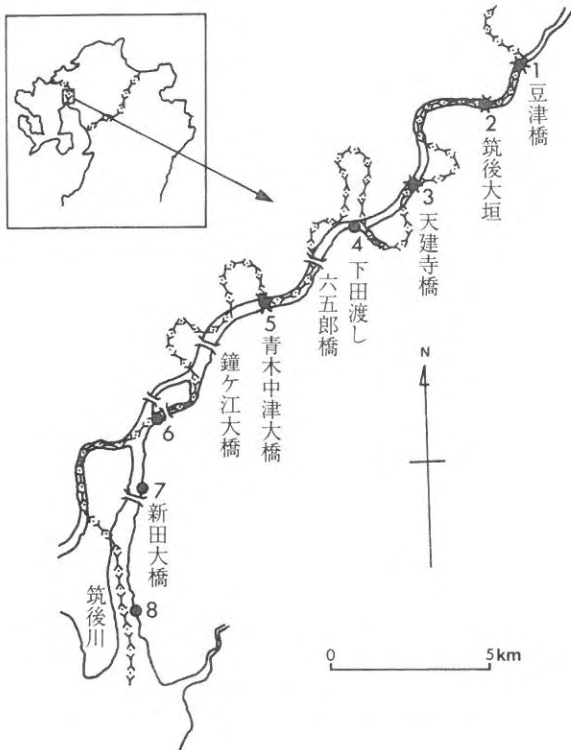 1
豆津橋
2
筑後大垣
3
天建寺橋
4
下田渡し
六五郎橋
5
青木中津大橋
鐘ケ江大橋
6
7
新田大橋
8
筑後川
N
0 5km